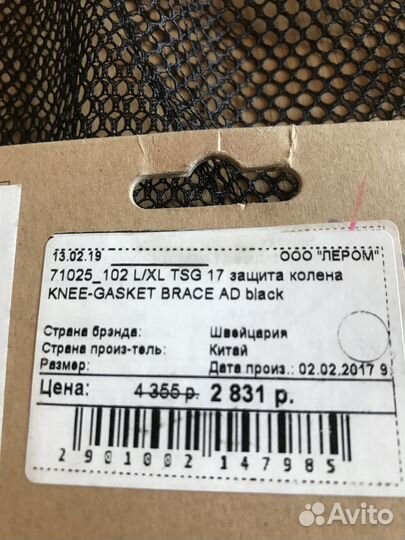 13.02.19 ООО "ЛЕРОМ"
71025_102 L/XL TSG 17 защита колена
KNEE-GASKET BRACE AD black
Страна брэнда: Швейцария
Страна произ-тель: Китай
Размер: Дата произ.: 02.02.2017 9
Цена: 4 355 р. 2 831 р.
2901002147985
Avito